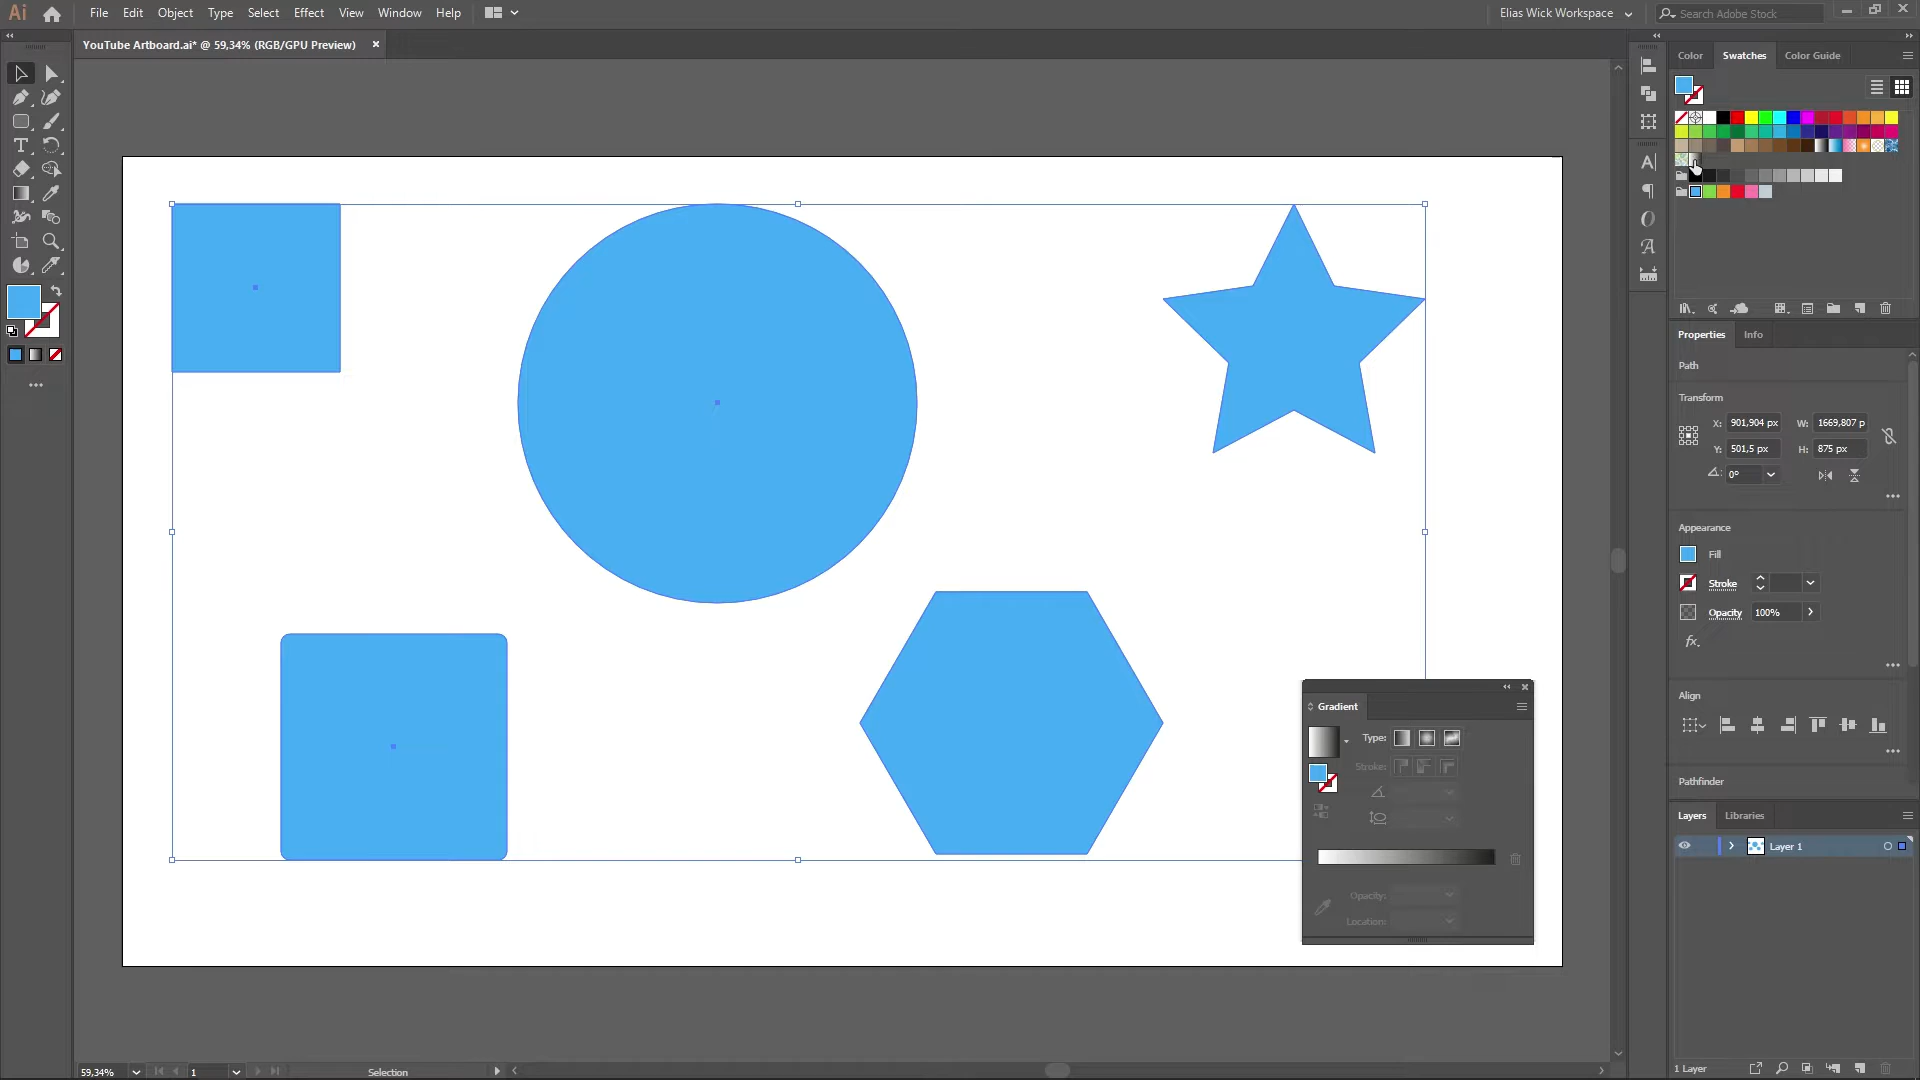 Ai File Edit Object Type Select Effect View Window Help Elias Wick Workspace Search Adobe Stock
YouTube Artboard.ai* @ 59,34% (RGB/GPU Preview)
Color Swatches Color Guide
Properties Info
Path
Transform
X: 901,904 px W: 1669,807 p
Y: 501,5 px H: 875 px
0°
Appearance
Fill
Stroke
Opacity 100%
fx.
Align
Pathfinder
Layers Libraries
Layer 1
1 Layer
Gradient
Type:
Stroke:
Opacity:
Location:
59,34% 1 Selection